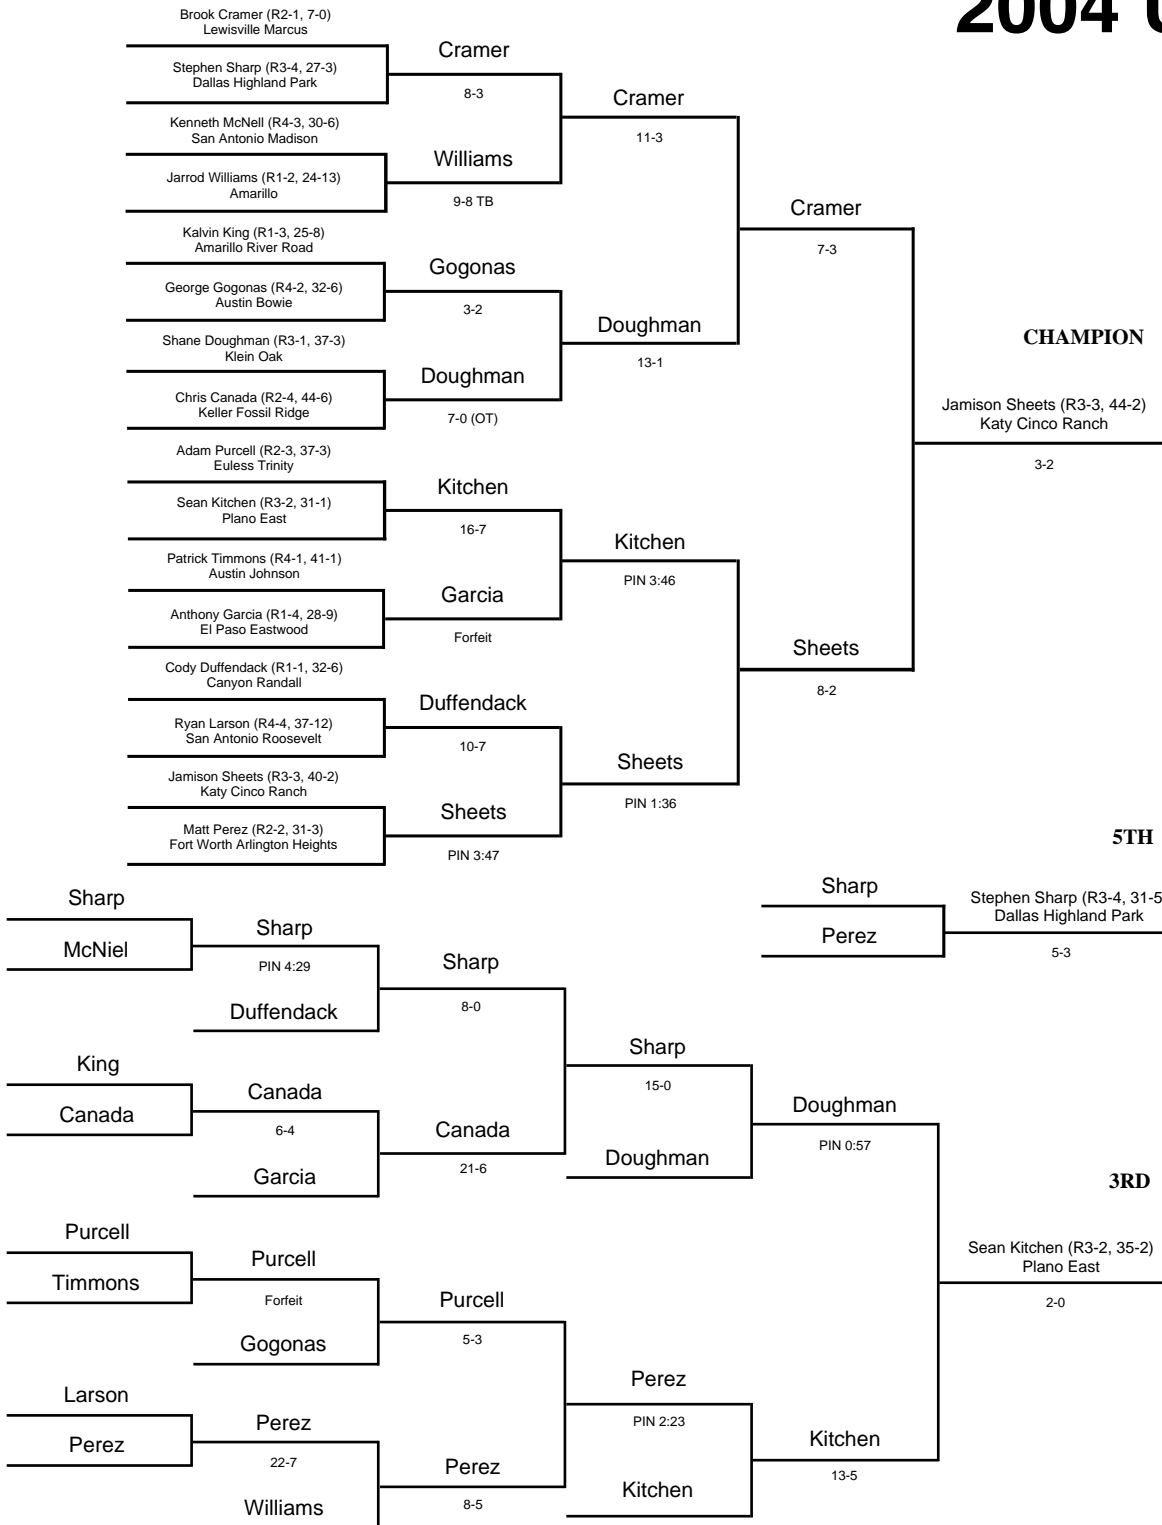 2004 U
Brook Cramer (R2-1, 7-0)
Lewisville Marcus
Stephen Sharp (R3-4, 27-3)
Dallas Highland Park
Kenneth McNell (R4-3, 30-6)
San Antonio Madison
Jarrod Williams (R1-2, 24-13)
Amarillo
Kalvin King (R1-3, 25-8)
Amarillo River Road
George Gogonas (R4-2, 32-6)
Austin Bowie
Shane Doughman (R3-1, 37-3)
Klein Oak
Chris Canada (R2-4, 44-6)
Keller Fossil Ridge
Adam Purcell (R2-3, 37-3)
Euless Trinity
Sean Kitchen (R3-2, 31-1)
Plano East
Patrick Timmons (R4-1, 41-1)
Austin Johnson
Anthony Garcia (R1-4, 28-9)
El Paso Eastwood
Cody Duffendack (R1-1, 32-6)
Canyon Randall
Ryan Larson (R4-4, 37-12)
San Antonio Roosevelt
Jamison Sheets (R3-3, 40-2)
Katy Cinco Ranch
Matt Perez (R2-2, 31-3)
Fort Worth Arlington Heights
Cramer
8-3
Williams
9-8 TB
Gogonas
3-2
Doughman
7-0 (OT)
Kitchen
16-7
Garcia
Forfeit
Duffendack
10-7
Sheets
PIN 3:47
Cramer
11-3
Doughman
13-1
Kitchen
PIN 3:46
Sheets
PIN 1:36
Cramer
7-3
Sheets
8-2
CHAMPION
Jamison Sheets (R3-3, 44-2)
Katy Cinco Ranch
3-2
5TH
Sharp
Perez
Stephen Sharp (R3-4, 31-5
Dallas Highland Park
5-3
Sharp
McNiel
King
Canada
Purcell
Timmons
Larson
Perez
Sharp
PIN 4:29
Duffendack
Canada
6-4
Garcia
Purcell
Forfeit
Gogonas
Perez
22-7
Williams
Sharp
8-0
Canada
21-6
Purcell
5-3
Perez
8-5
Sharp
15-0
Doughman
Perez
PIN 2:23
Kitchen
Doughman
PIN 0:57
Kitchen
13-5
3RD
Sean Kitchen (R3-2, 35-2)
Plano East
2-0